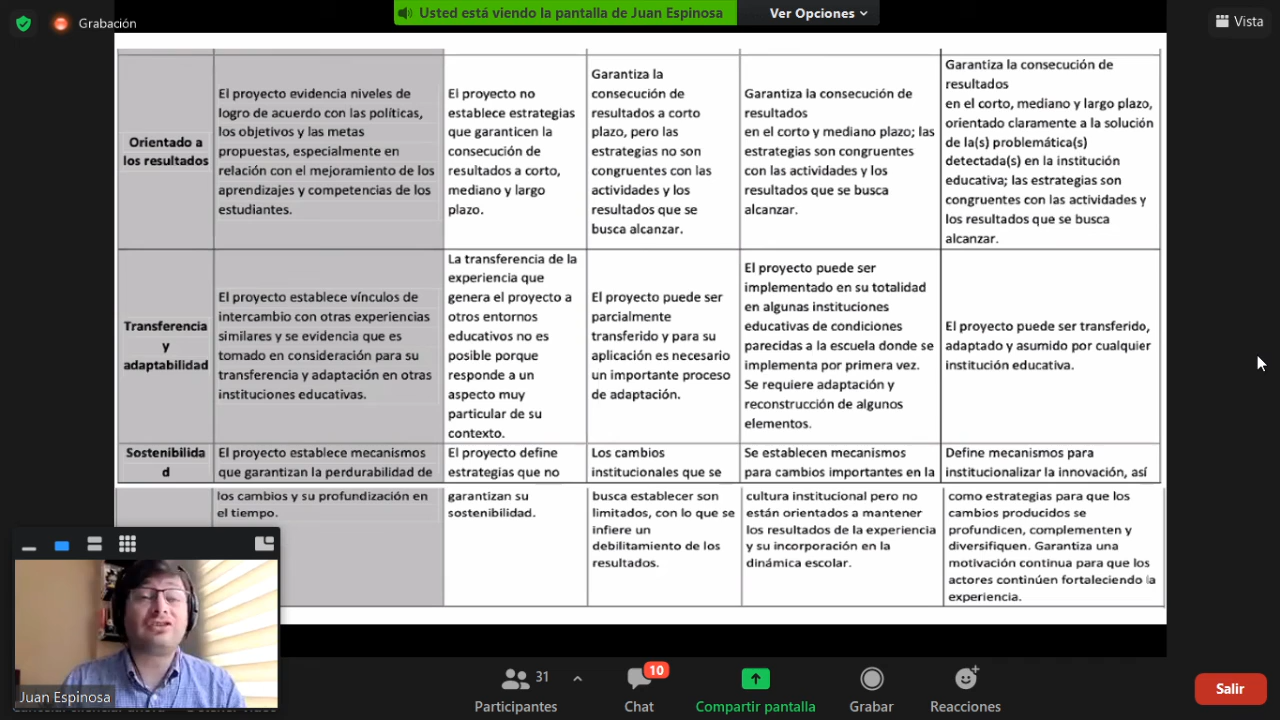 Grabación
Usted está viendo la pantalla de Juan Espinosa
Ver Opciones
Vista
Orientado a
los resultados
El proyecto evidencia niveles de
logro de acuerdo con las políticas,
los objetivos y las metas
propuestas, especialmente en
relación con el mejoramiento de los
aprendizajes y competencias de los
estudiantes.
El proyecto no
establece estrategias
que garanticen la
consecución de
resultados a corto,
mediano y largo
plazo.
Garantiza la
consecución de
resultados a corto
plazo, pero las
estrategias no son
congruentes con las
actividades y los
resultados que se
busca alcanzar.
Garantiza la consecución de
resultados
en el corto y mediano plazo; las
estrategias son congruentes
con las actividades y los
resultados que se busca
alcanzar.
Garantiza la consecución de
resultados
en el corto, mediano y largo plazo,
orientado claramente a la solución
de la(s) problemática(s)
detectada(s) en la institución
educativa; las estrategias son
congruentes con las actividades y
los resultados que se busca
alcanzar.
Transferencia
y
adaptabilidad
El proyecto establece vínculos de
intercambio con otras experiencias
similares y se evidencia que es
tomado en consideración para su
transferencia y adaptación en otras
instituciones educativas.
La transferencia de la
experiencia que
genera el proyecto a
otros entornos
educativos no es
posible porque
responde a un
aspecto muy
particular de su
contexto.
El proyecto puede ser
parcialmente
transferido y para su
aplicación es necesario
un importante proceso
de adaptación.
El proyecto puede ser
implementado en su totalidad
en algunas instituciones
educativas de condiciones
parecidas a la escuela donde se
implementa por primera vez.
Se requiere adaptación y
reconstrucción de algunos
elementos.
El proyecto puede ser transferido,
adaptado y asumido por cualquier
institución educativa.
Sostenibilida
d
El proyecto establece mecanismos
que garantizan la perdurabilidad de
los cambios y su profundización en
el tiempo.
El proyecto define
estrategias que no
garantizan su
sostenibilidad.
Los cambios
institucionales que se
busca establecer son
limitados, con lo que se
infiere un
debilitamiento de los
resultados.
Se establecen mecanismos
para cambios importantes en la
cultura institucional pero no
están orientados a mantener
los resultados de la experiencia
y su incorporación en la
dinámica escolar.
Define mecanismos para
institucionalizar la innovación, así
como estrategias para que los
cambios producidos se
profundicen, complementen y
diversifiquen. Garantiza una
motivación continua para que los
actores continúen fortaleciendo la
experiencia.
Juan Espinosa
31
Participantes
10
Chat
Compartir pantalla
Grabar
Reacciones
Salir